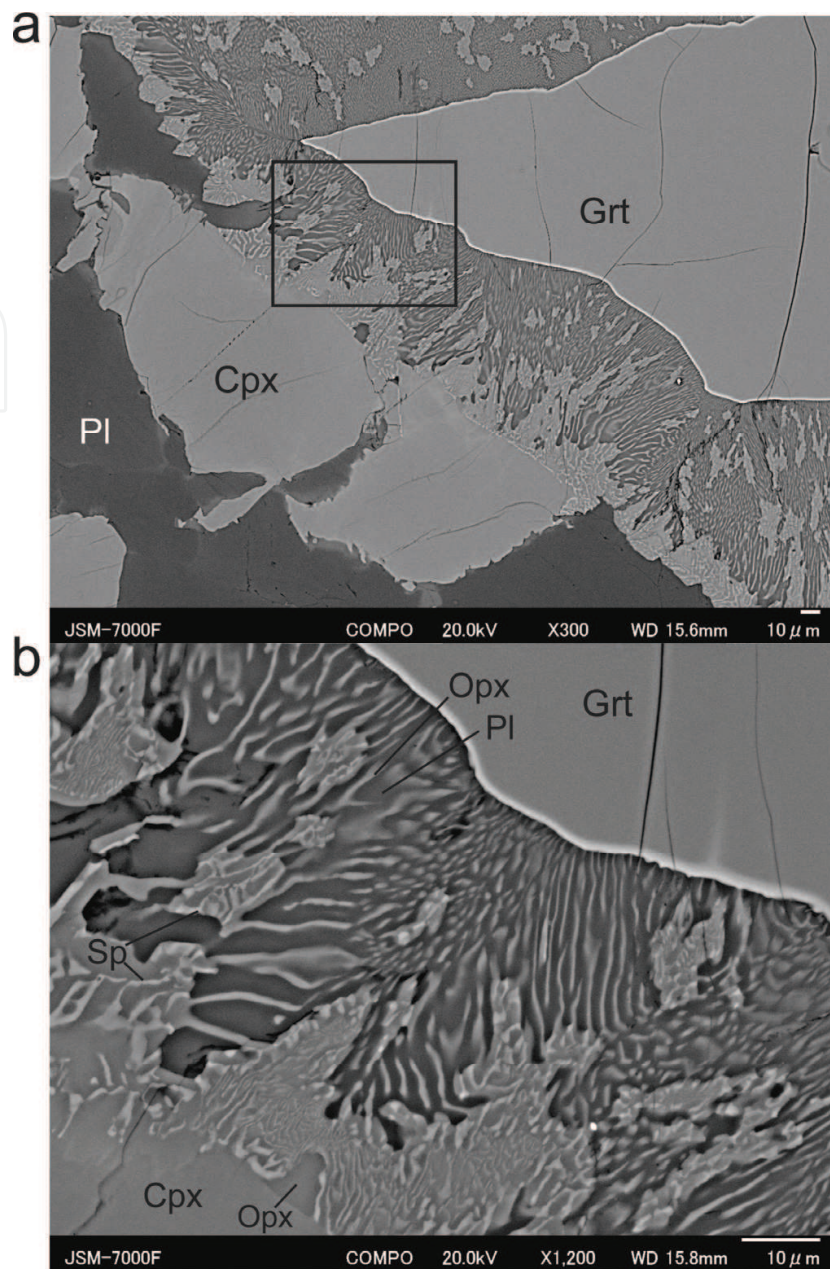 a
Grt
Cpx
Pl
JSM-7000F COMPO 20.0kV X300 WD 15.6mm 10 μm
b
Opx
Grt
Pl
Sp
Cpx
Opx
JSM-7000F COMPO 20.0kV X1,200 WD 15.8mm 10 μm